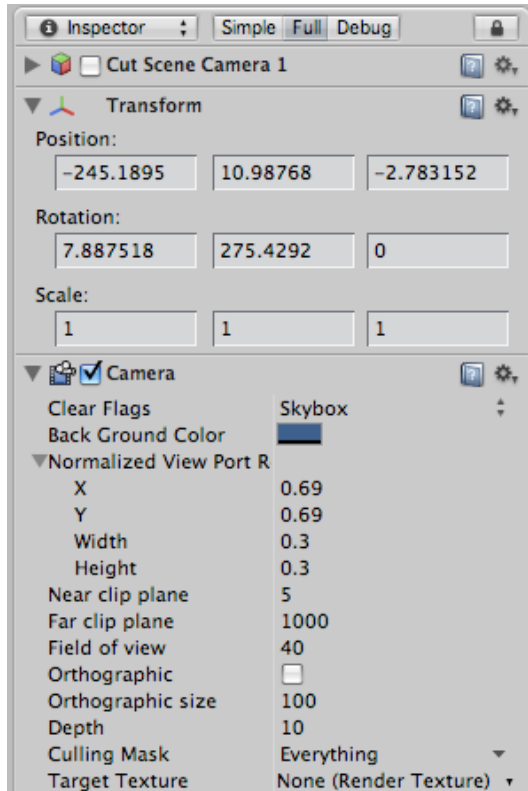 Inspector Simple Full Debug
Cut Scene Camera 1
Transform
Position:
-245.1895 10.98768 -2.783152
Rotation:
7.887518 275.4292 0
Scale:
1 1 1
Camera
Clear Flags Skybox
Back Ground Color
Normalized View Port R
X 0.69
Y 0.69
Width 0.3
Height 0.3
Near clip plane 5
Far clip plane 1000
Field of view 40
Orthographic
Orthographic size 100
Depth 10
Culling Mask Everything
Target Texture None (Render Texture)